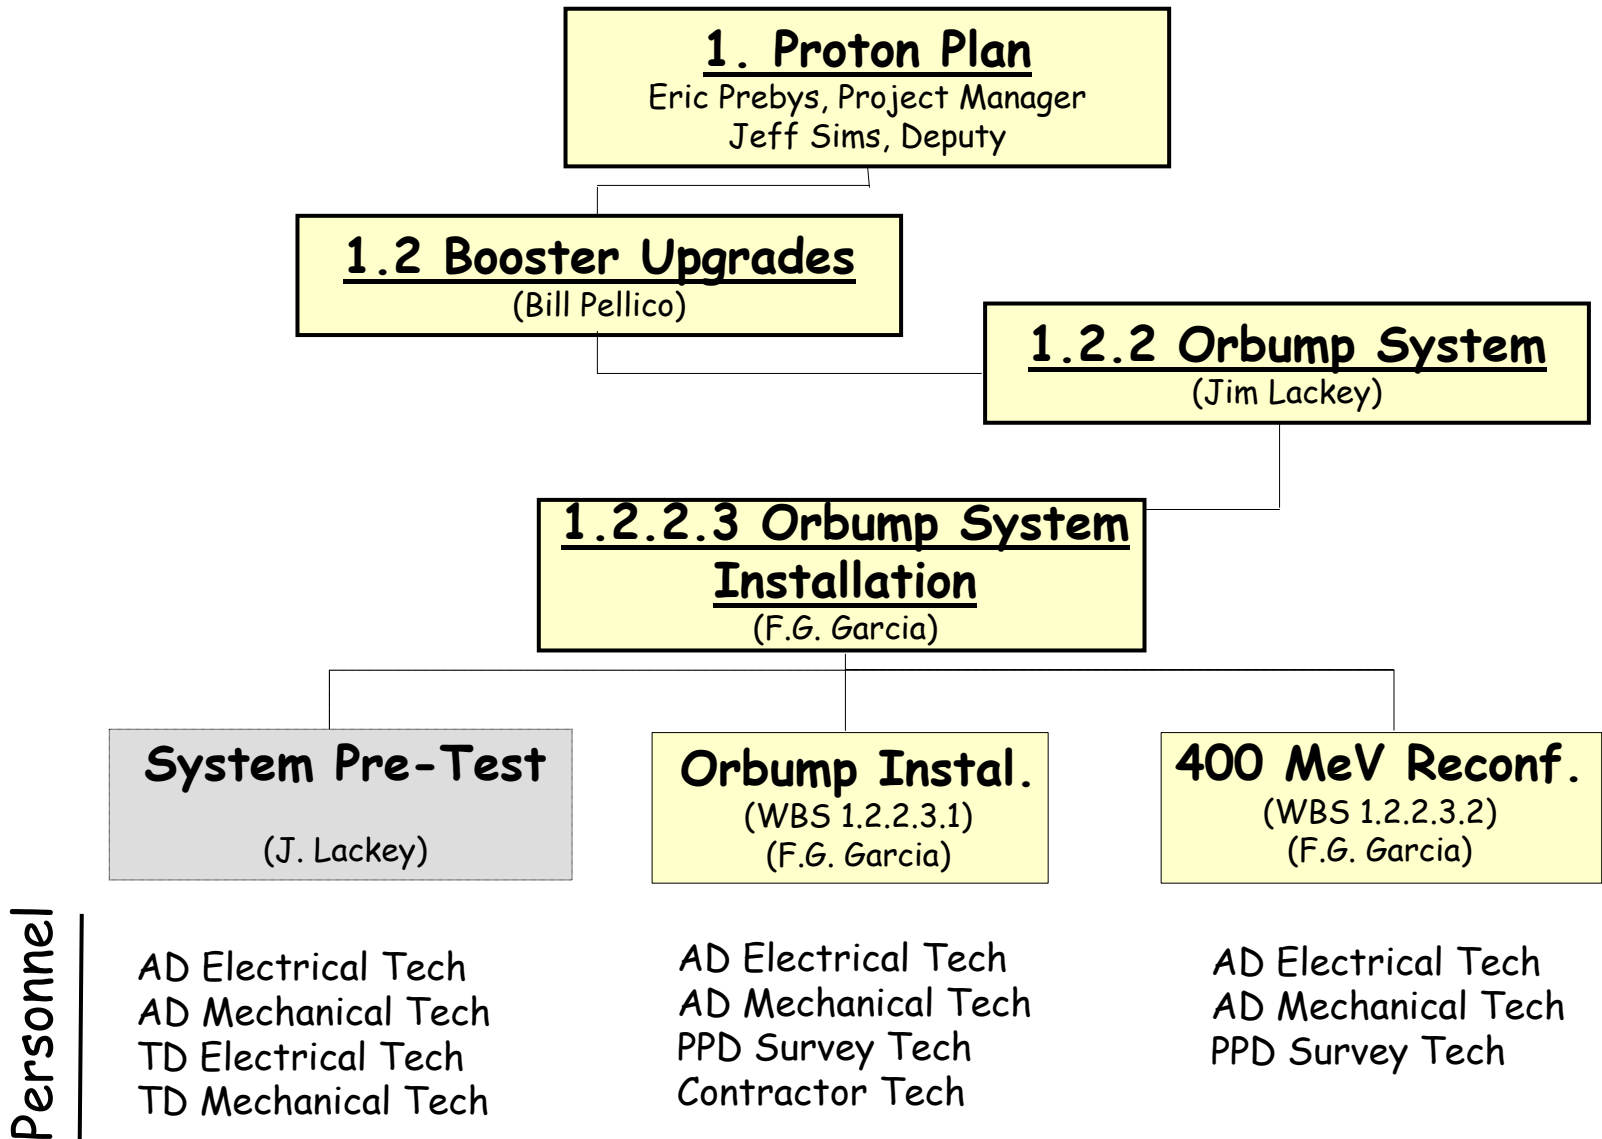 1. Proton Plan
Eric Prebys, Project Manager
Jeff Sims, Deputy
1.2 Booster Upgrades
(Bill Pellico)
1.2.2 Orbump System
(Jim Lackey)
1.2.2.3 Orbump System
Installation
(F.G. Garcia)
System Pre-Test
(J. Lackey)
Orbump Instal.
(WBS 1.2.2.3.1)
(F.G. Garcia)
400 MeV Reconf.
(WBS 1.2.2.3.2)
(F.G. Garcia)
Personnel
AD Electrical Tech
AD Mechanical Tech
TD Electrical Tech
TD Mechanical Tech
AD Electrical Tech
AD Mechanical Tech
PPD Survey Tech
Contractor Tech
AD Electrical Tech
AD Mechanical Tech
PPD Survey Tech